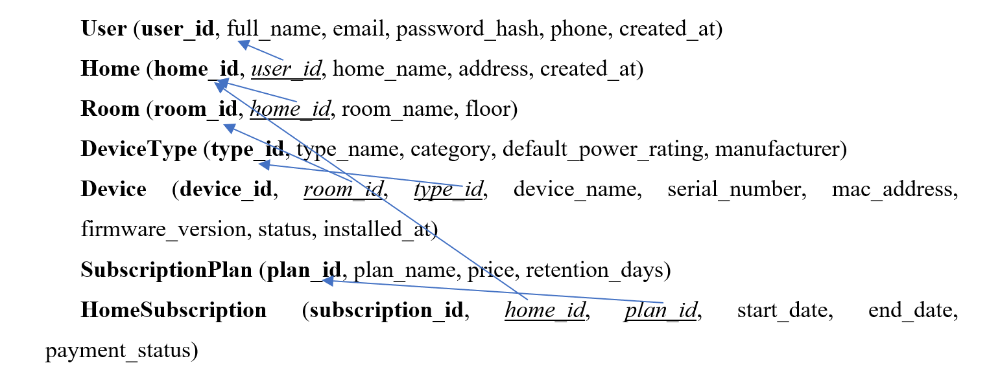 User (user_id, full_name, email, password_hash, phone, created_at)
Home (home_id, user_id, home_name, address, created_at)
Room (room_id, home_id, room_name, floor)
DeviceType (type_id, type_name, category, default_power_rating, manufacturer)
Device (device_id, room_id, type_id, device_name, serial_number, mac_address,
firmware_version, status, installed_at)
SubscriptionPlan (plan_id, plan_name, price, retention_days)
HomeSubscription (subscription_id, home_id, plan_id, start_date, end_date,
payment_status)